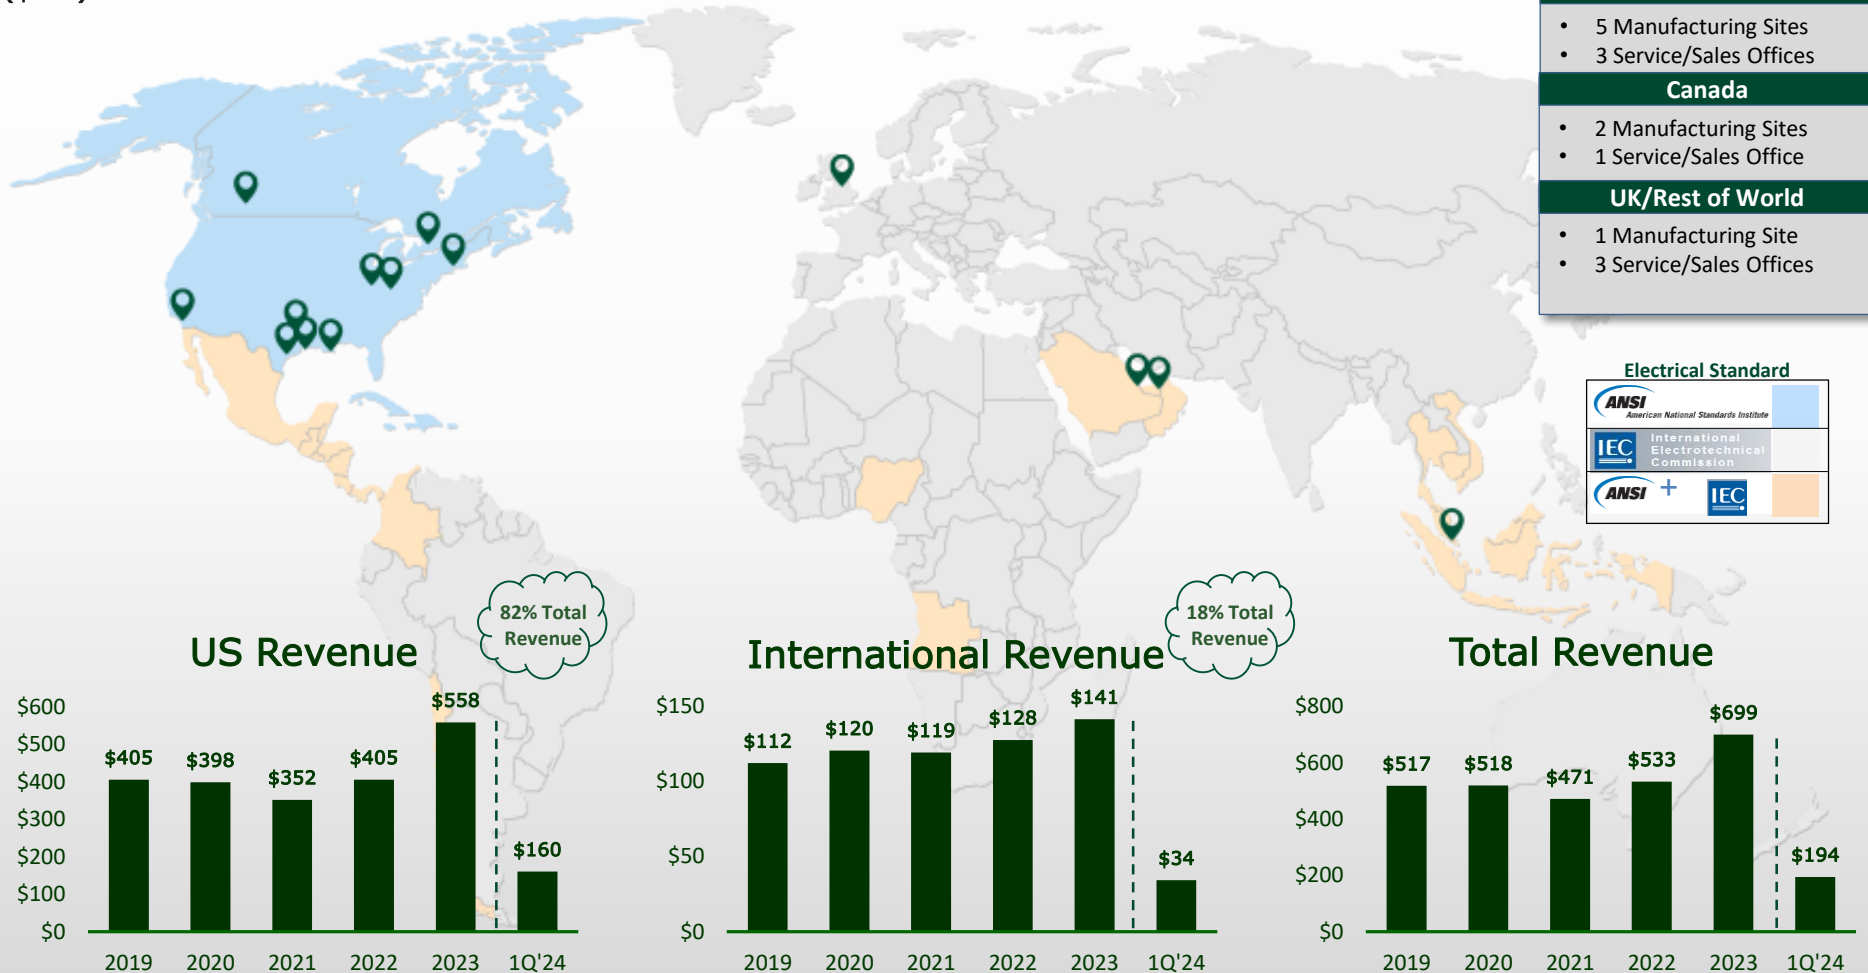 5 Manufacturing Sites
3 Service/Sales Offices
Canada
2 Manufacturing Sites
1 Service/Sales Office
UK/Rest of World
1 Manufacturing Site
3 Service/Sales Offices
Electrical Standard
ANSI
American National Standards Institute
IEC
International
Electrotechnical
Commission
ANSI + IEC
US Revenue
82% Total
Revenue
$600
$500
$400
$300
$200
$100
$0
$405
$398
$352
$405
$558
$160
2019 2020 2021 2022 2023 1Q'24
International Revenue
18% Total
Revenue
$150
$100
$50
$0
$112
$120
$119
$128
$141
$34
2019 2020 2021 2022 2023 1Q'24
Total Revenue
$800
$600
$400
$200
$0
$517
$518
$471
$533
$699
$194
2019 2020 2021 2022 2023 1Q'24